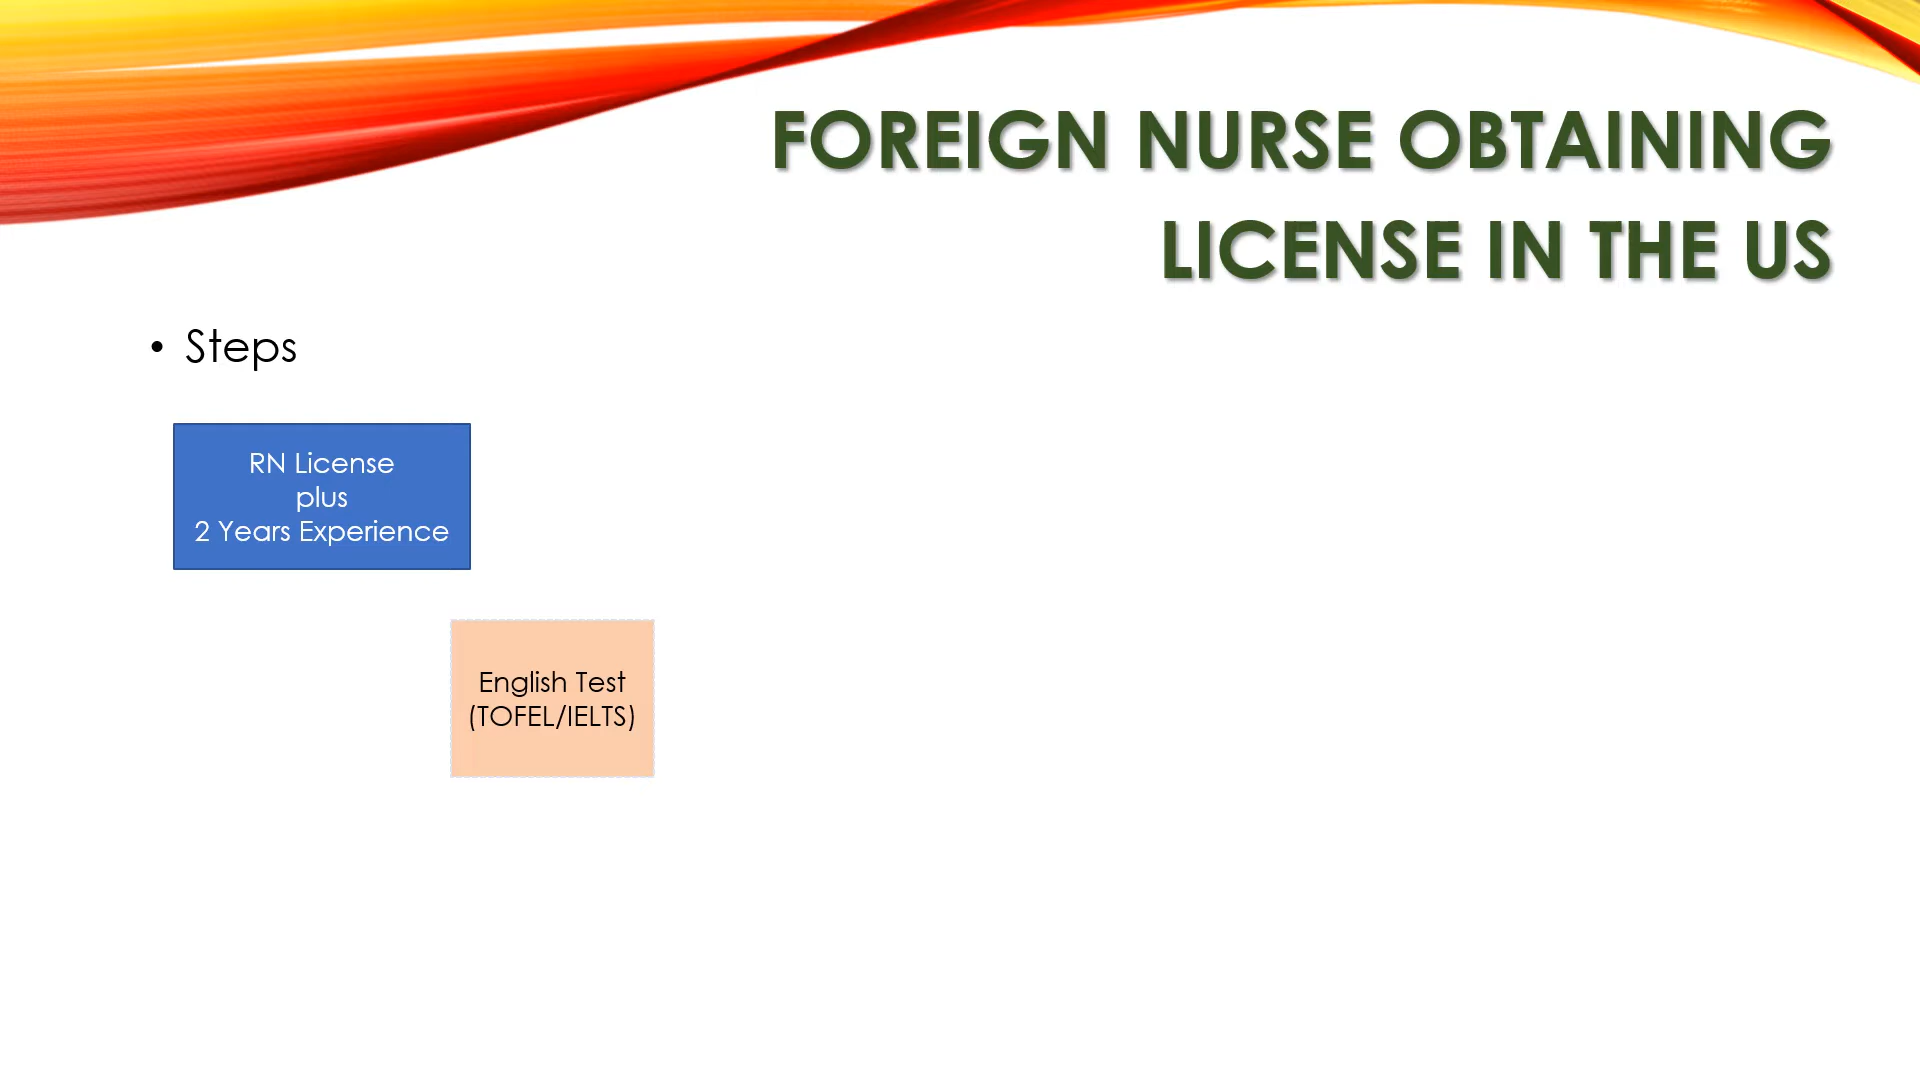 FOREIGN NURSE OBTAINING
LICENSE IN THE US
• Steps
RN License
plus
2 Years Experience
English Test
(TOFEL/IELTS)